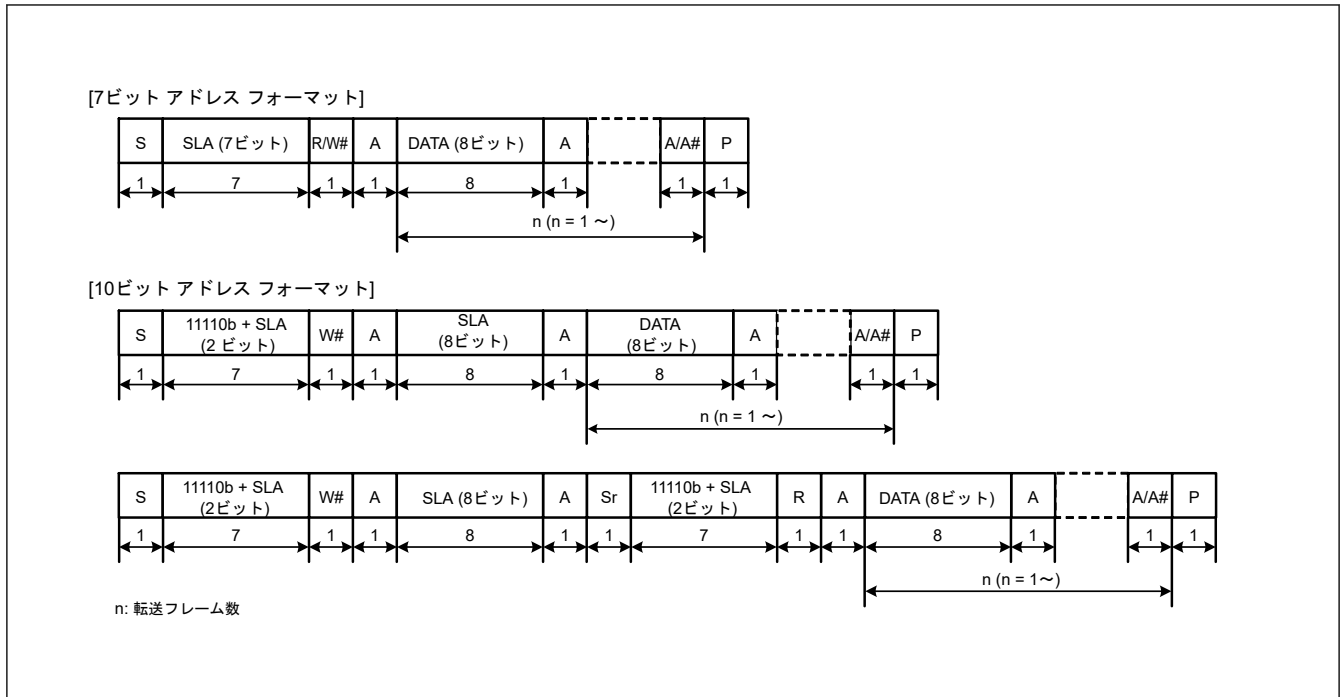 [7ビット アドレス フォーマット]
S SLA (7ビット) R/W# A DATA (8ビット) A A/A# P
1 7 1 1 8 1 1 1
n (n = 1 ～)
[10ビット アドレス フォーマット]
S 11110b + SLA (2 ビット) W# A SLA (8ビット) A DATA (8ビット) A A/A# P
1 7 1 1 8 1 8 1 1 1
n (n = 1 ～)
S 11110b + SLA (2ビット) W# A SLA (8ビット) A Sr 11110b + SLA (2ビット) R A DATA (8ビット) A A/A# P
1 7 1 1 8 1 1 7 1 1 8 1 1 1
n (n = 1～)
n: 転送フレーム数